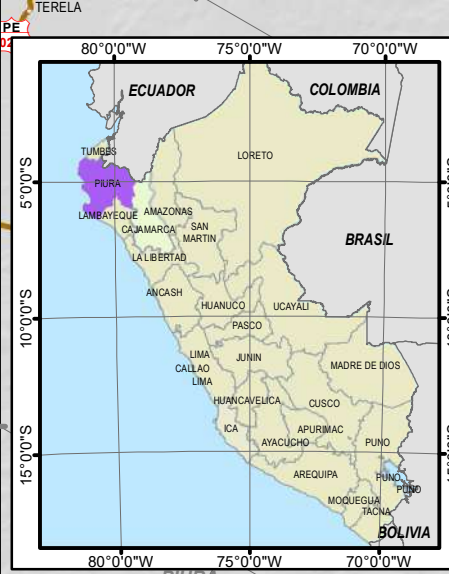 TERELA
PE
02
80°0'0"W 75°0'0"W 70°0'0"W
ECUADOR
COLOMBIA
TUMBES
LORETO
5°0'0"S
PIURA
LAMBAYEQUE
AMAZONAS
CAJAMARCA
SAN
MARTIN
BRASIL
LA LIBERTAD
ANCASH
HUANUCO
UCAYALI
10°0'0"S
PASCO
LIMA
JUNIN
CALLAO
MADRE DE DIOS
LIMA
HUANCAVELICA
CUSCO
ICA
APURIMAC
AYACUCHO
PUNO
15°0'0"S
AREQUIPA
PUNO
PUNO
MOQUEGUA
TACNA
BOLIVIA
80°0'0"W 75°0'0"W 70°0'0"W
PIURA